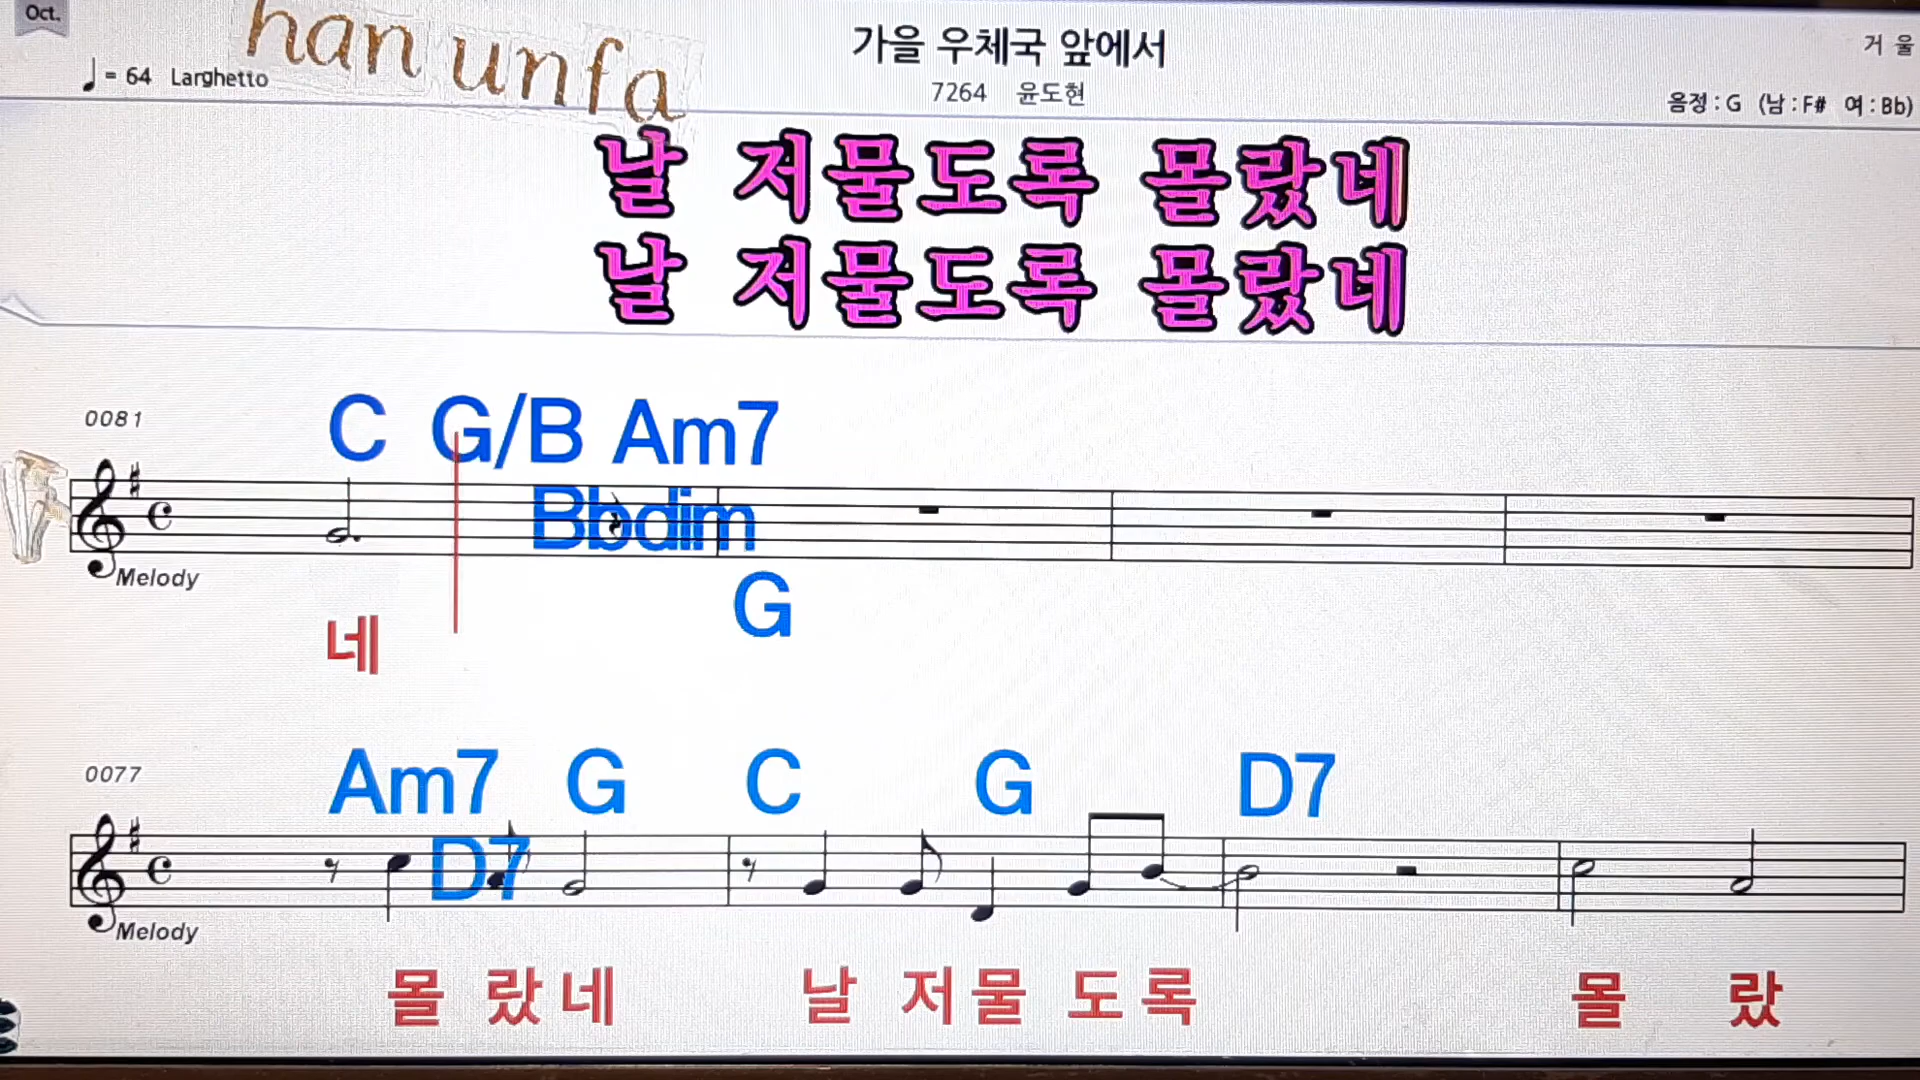 Oct.
han unfa
가을 우체국 앞에서
거울
♩= 64 Larghetto
7264 윤도현
음정 : G (남 : F# 여 : Bb)
날 저물도록 몰랐네
날 저물도록 몰랐네
0081
C G/B Am7
Bbdim
G
Melody
네
0077
Am7 G C G D7
D7
Melody
몰 랐 네 날 저 물 도 록 몰 랐